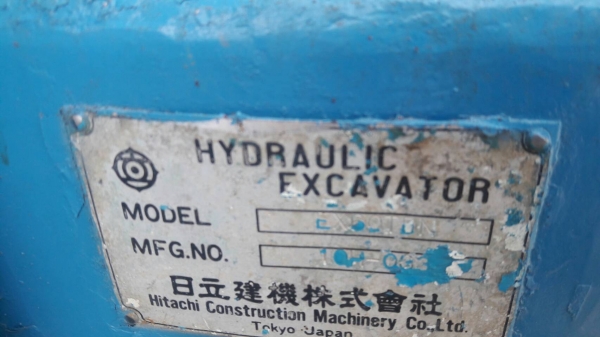 HYDRAULIC
EXCAVATOR
MODEL
MFG.NO.
日立建機株式會社
Hitachi Construction Machinery Co.,Ltd.
Tokyo Japan